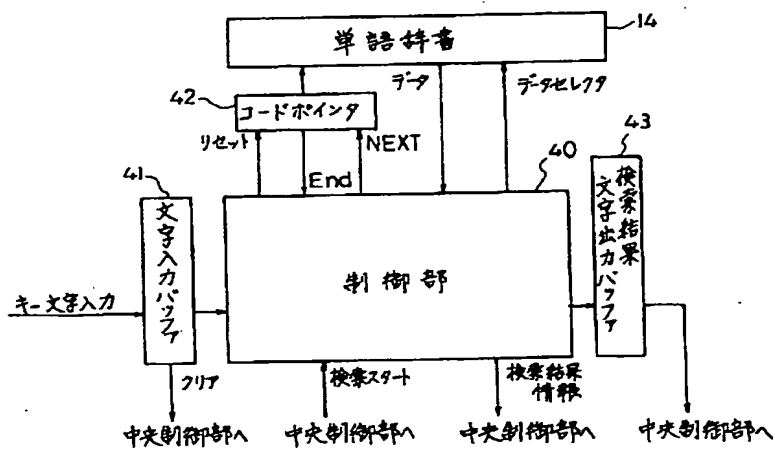 単語辞書
14
42
コードポインタ
データ
データセレクタ
リセット
End
NEXT
40
43
41
文字入力バッファ
制御部
検索結果
文字出力バッファ
キー文字入力
クリア
検索スタート
検索結果
情報
中央制御部へ
中央制御部へ
中央制御部へ
中央制御部へ